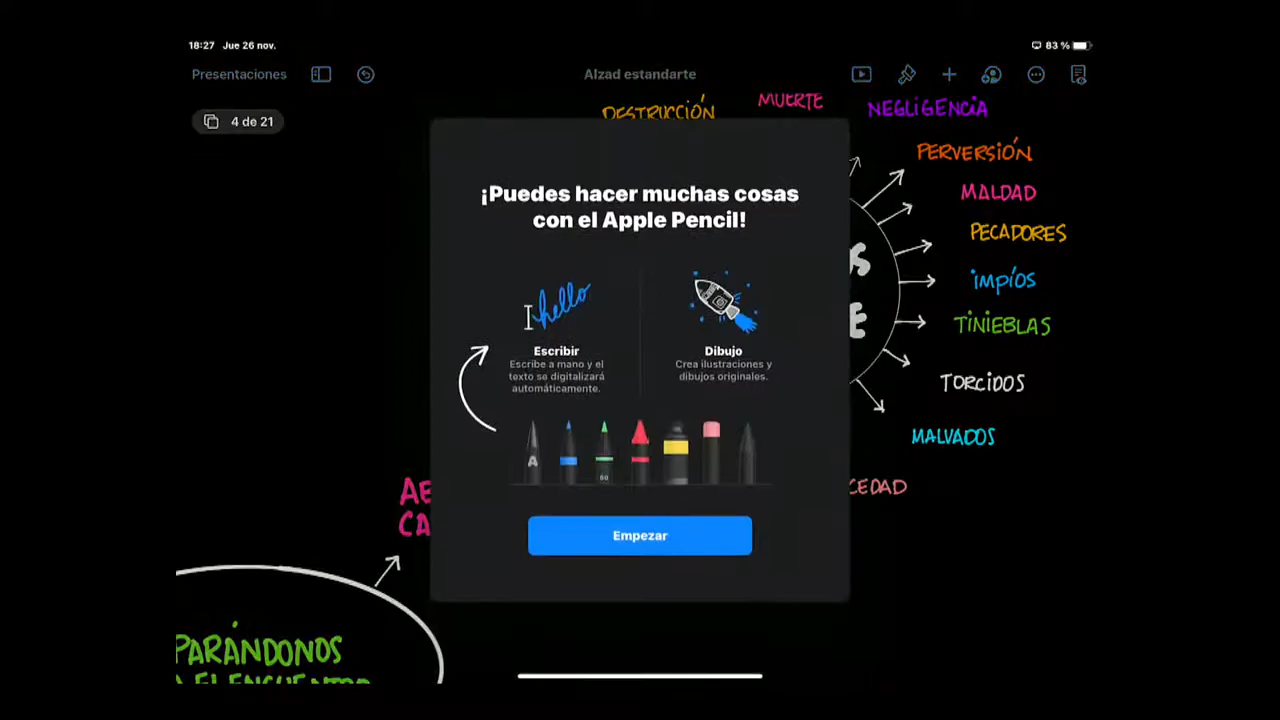 18:27 Jue 26 nov.
83 %
Presentaciones
Alzad estandarte
4 de 21
DESTRUCCIÓN
MUERTE
NEGLIGENCIA
PERVERSIÓN
MALDAD
PECADORES
IMPÍOS
TINIEBLAS
TORCIDOS
MALVADOS
CEDAD
S
E
¡Puedes hacer muchas cosas
con el Apple Pencil!
hello
Escribir
Escribe a mano y el
texto se digitalizará
automáticamente.
Dibujo
Crea ilustraciones y
dibujos originales.
A
Empezar
AE
CA
PARÁNDONOS